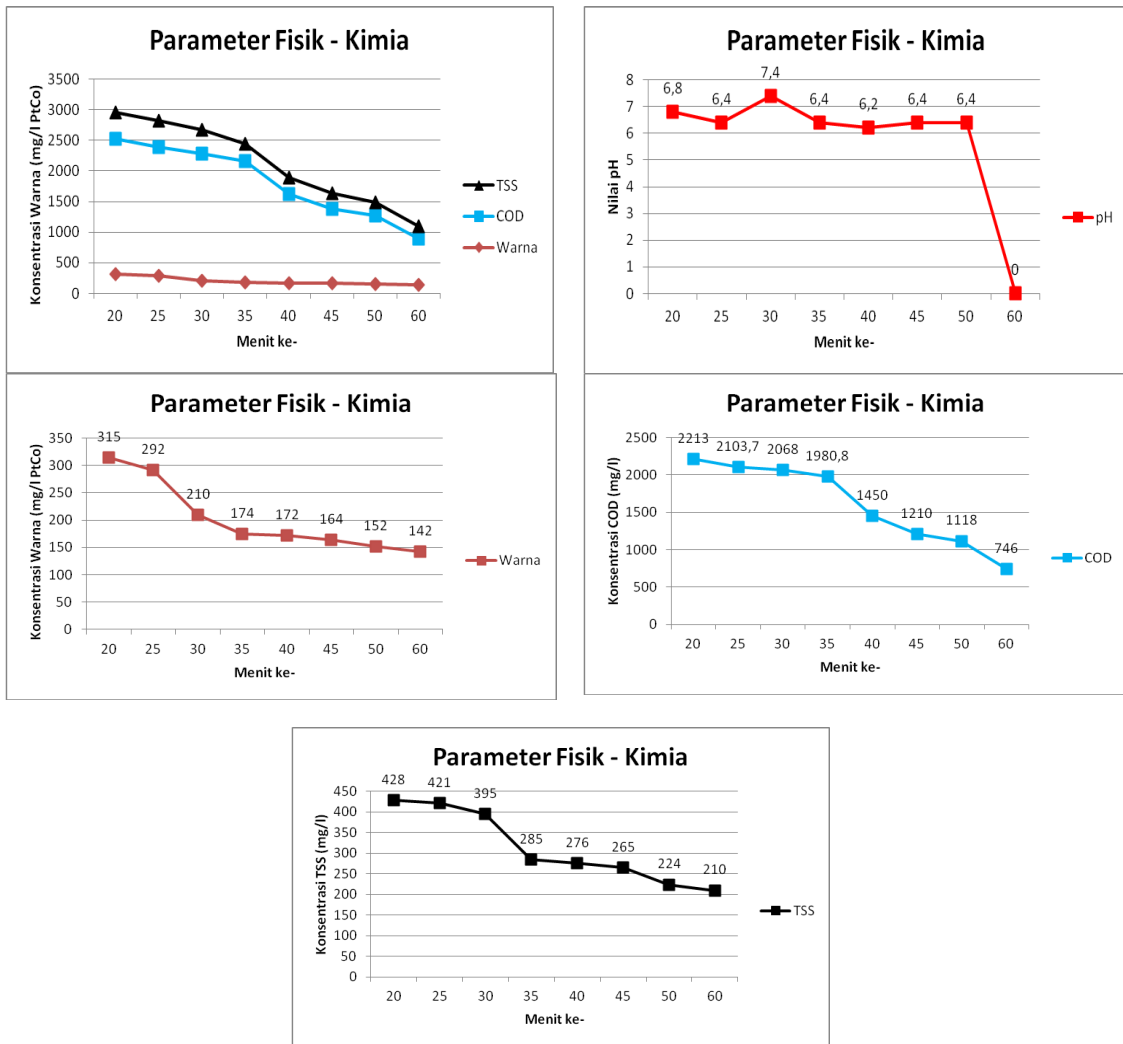 Parameter Fisik - Kimia
Konsentrasi Warna (mg/l PtCo)
3500
3000
2500
2000
1500
1000
500
0
20 25 30 35 40 45 50 60
Menit ke-
TSS
COD
Warna
Parameter Fisik - Kimia
Nilai pH
8
7
6
5
4
3
2
1
0
6,8 6,4 7,4 6,4 6,2 6,4 6,4 0
20 25 30 35 40 45 50 60
Menit ke-
pH
Parameter Fisik - Kimia
Konsentrasi Warna (mg/l PtCo)
350
300
250
200
150
100
50
0
315 292 210 174 172 164 152 142
20 25 30 35 40 45 50 60
Menit ke-
Warna
Parameter Fisik - Kimia
Konsentrasi COD (mg/l)
2500
2000
1500
1000
500
0
2213 2103,7 2068 1980,8 1450 1210 1118 746
20 25 30 35 40 45 50 60
Menit ke-
COD
Parameter Fisik - Kimia
Konsentrasi TSS (mg/l)
450
400
350
300
250
200
150
100
50
0
428 421 395 285 276 265 224 210
20 25 30 35 40 45 50 60
Menit ke-
TSS